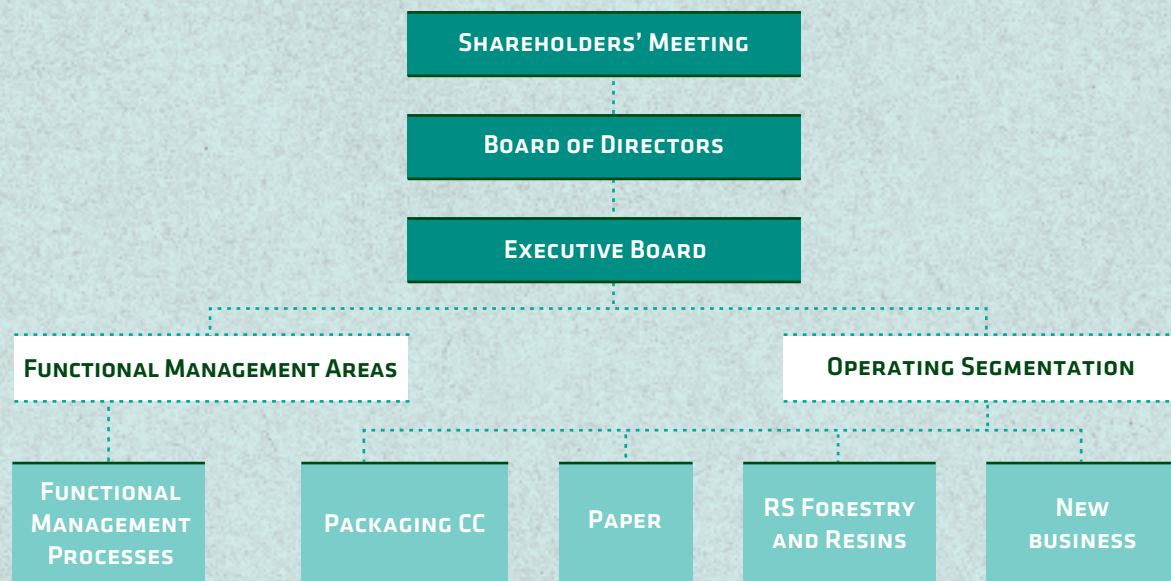 Shareholders’ Meeting
Board of Directors
Executive Board
Functional Management Areas
Operating Segmentation
Functional
Management
Processes
Packaging CC
Paper
RS Forestry
and Resins
New
business